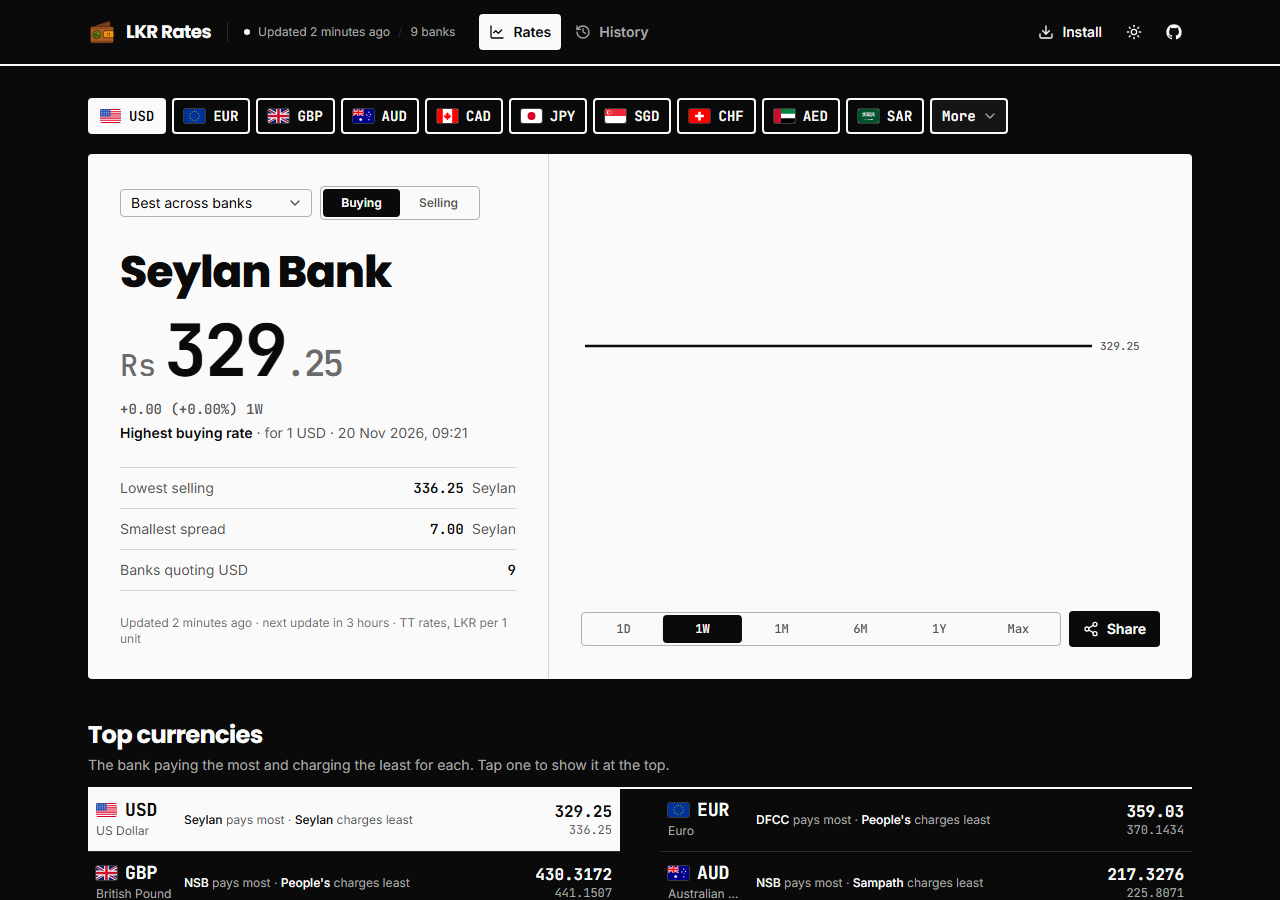 LKR Rates
Updated 2 minutes ago / 9 banks
Rates
History
Install
USD
EUR
GBP
AUD
CAD
JPY
SGD
CHF
AED
SAR
More
Best across banks
Buying
Selling
Seylan Bank
Rs 329.25
+0.00 (+0.00%) 1W
Highest buying rate · for 1 USD · 20 Nov 2026, 09:21
Lowest selling 336.25 Seylan
Smallest spread 7.00 Seylan
Banks quoting USD 9
Updated 2 minutes ago · next update in 3 hours · TT rates, LKR per 1
unit
329.25
1D
1W
1M
6M
1Y
Max
Share
Top currencies
The bank paying the most and charging the least for each. Tap one to show it at the top.
USD
US Dollar
Seylan pays most · Seylan charges least
329.25
336.25
EUR
Euro
DFCC pays most · People's charges least
359.03
370.1434
GBP
British Pound
NSB pays most · People's charges least
430.3172
441.1507
AUD
Australian ...
NSB pays most · Sampath charges least
217.3276
225.8071